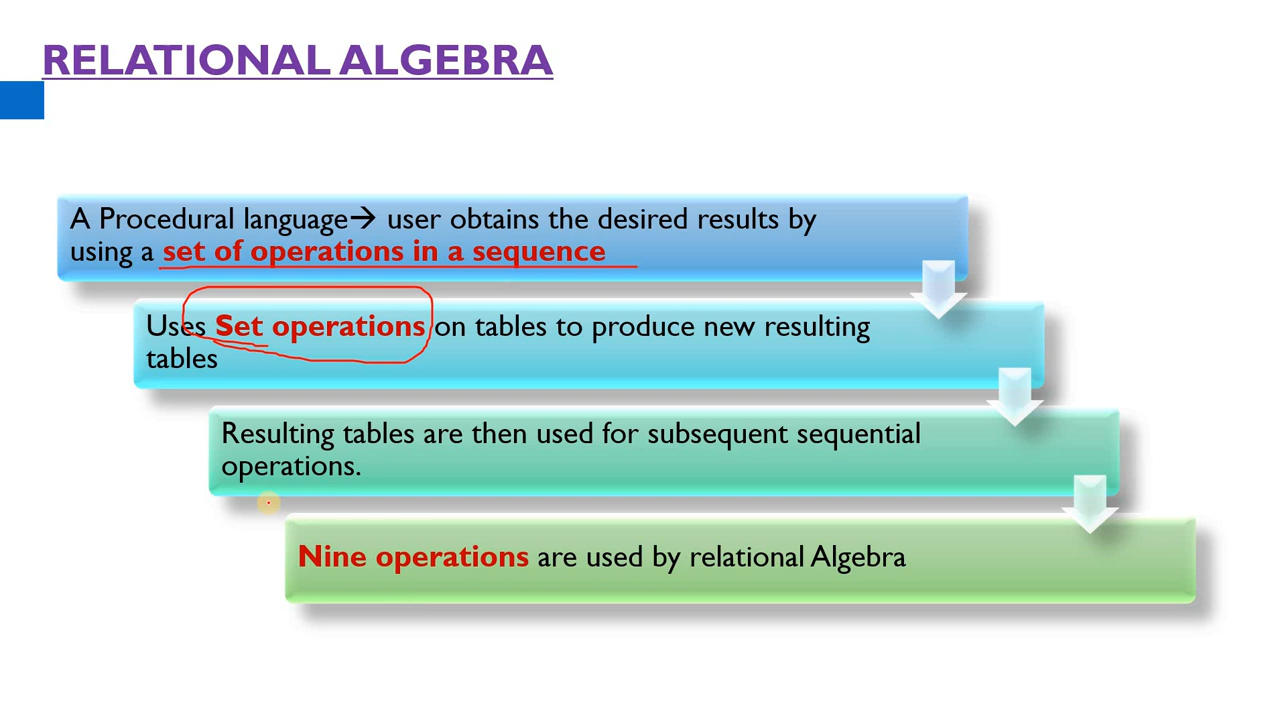 RELATIONAL ALGEBRA
A Procedural language→ user obtains the desired results by
using a set of operations in a sequence
Uses Set operations on tables to produce new resulting
tables
Resulting tables are then used for subsequent sequential
operations.
Nine operations are used by relational Algebra